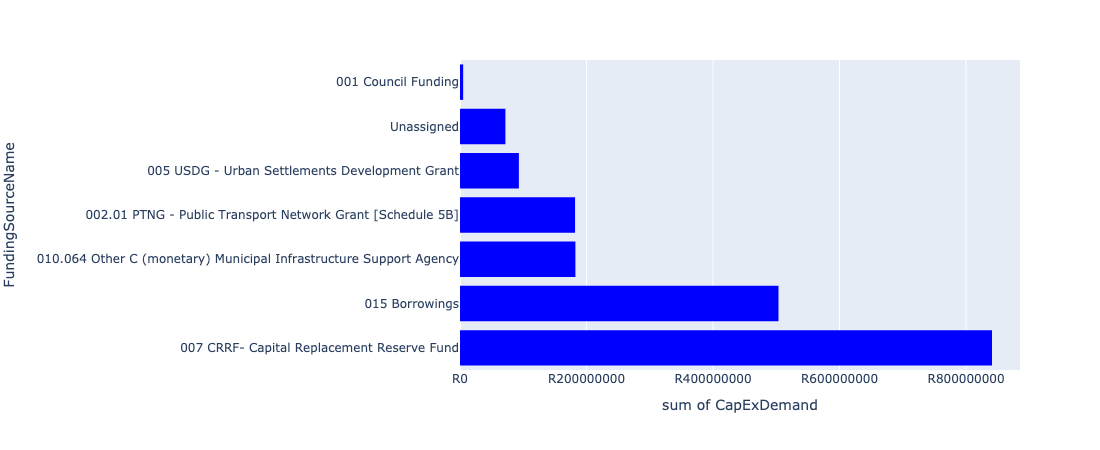 FundingSourceName
001 Council Funding
Unassigned
005 USDG - Urban Settlements Development Grant
002.01 PTNG - Public Transport Network Grant [Schedule 5B]
010.064 Other C (monetary) Municipal Infrastructure Support Agency
015 Borrowings
007 CRRF- Capital Replacement Reserve Fund
R0 R200000000 R400000000 R600000000 R800000000
sum of CapExDemand